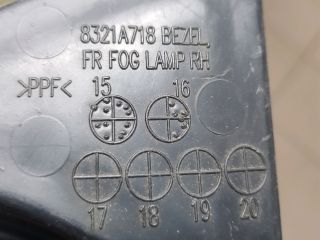 8321A718 BEZEL,
FR FOG LAMP RH
>PPF<
15 16
17 18 19 20